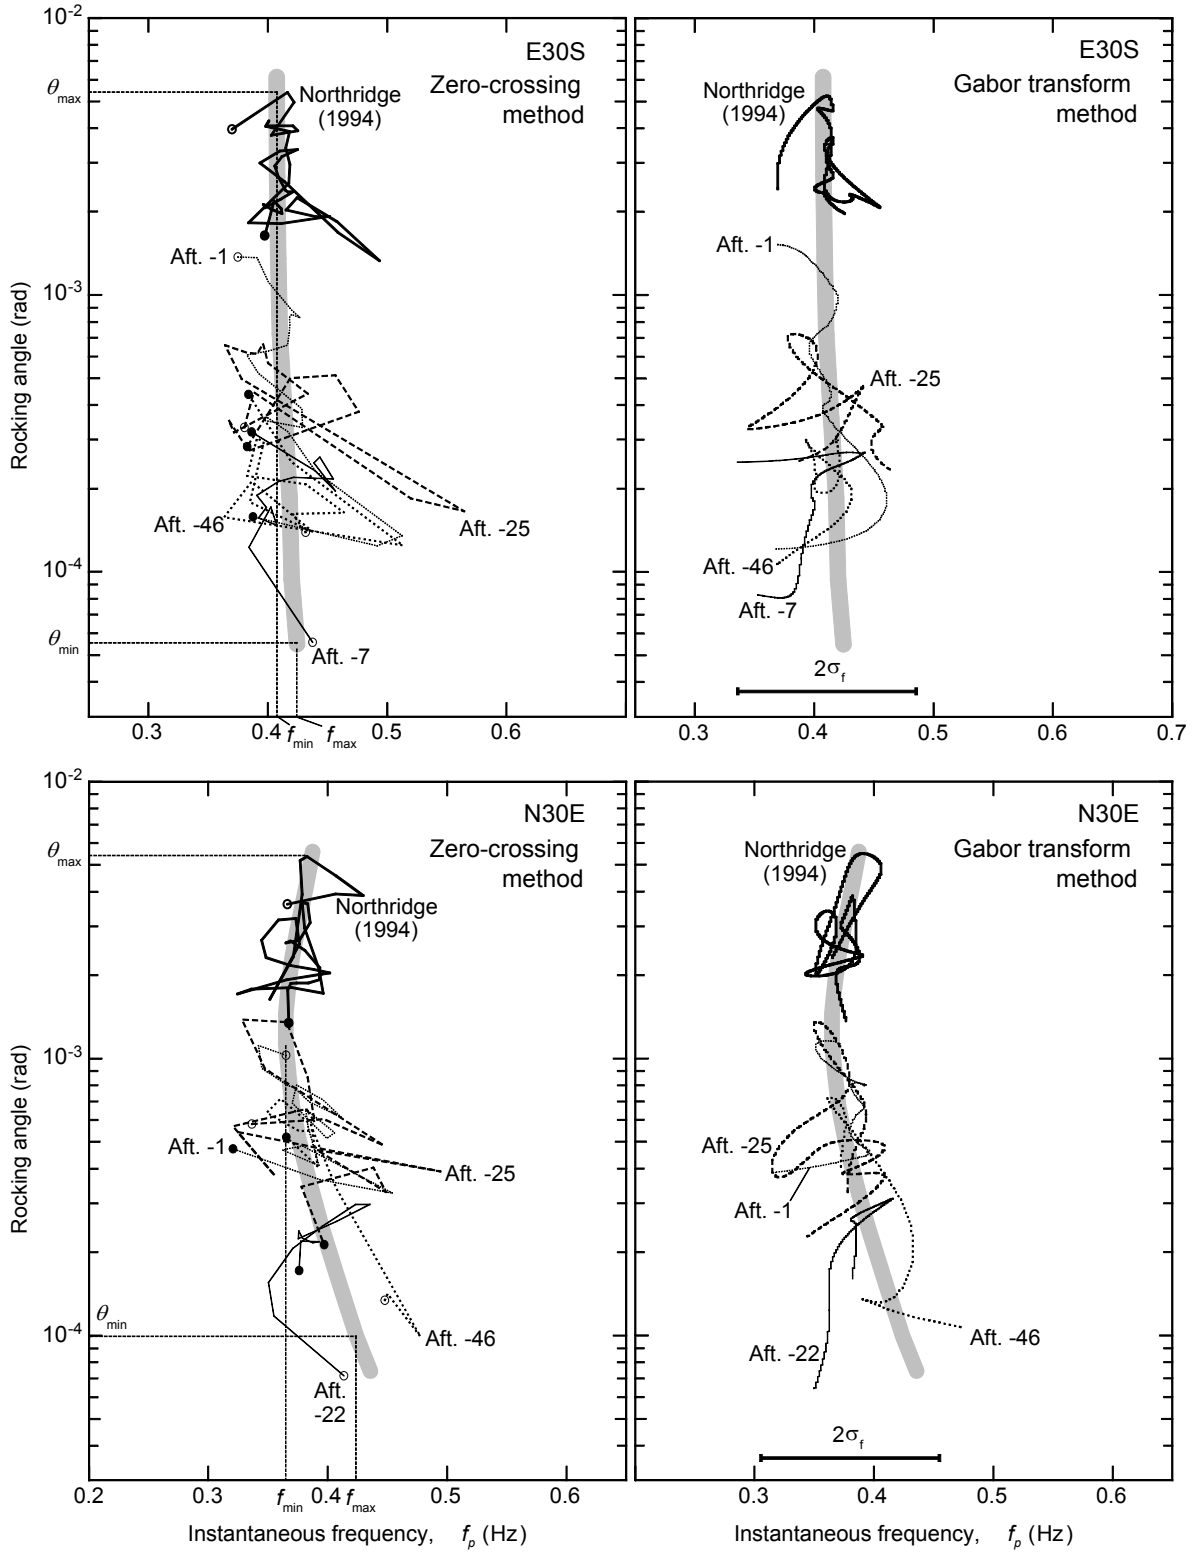 10-2
E30S
Zero-crossing
method
θmax
Northridge
(1994)
Aft. -1
10-3
Rocking angle (rad)
Aft. -46
Aft. -25
10-4
θmin
Aft. -7
0.3 0.4 fmin fmax 0.5 0.6
E30S
Gabor transform
method
Northridge
(1994)
Aft. -1
Aft. -25
Aft. -46
Aft. -7
2σf
0.3 0.4 0.5 0.6 0.7
10-2
N30E
Zero-crossing
method
θmax
Northridge
(1994)
10-3
Rocking angle (rad)
Aft. -1
Aft. -25
θmin
10-4
Aft. -46
Aft.
-22
0.2 0.3 fmin 0.4 fmax 0.5 0.6
Instantaneous frequency, fp (Hz)
N30E
Gabor transform
method
Northridge
(1994)
Aft. -25
Aft. -1
Aft. -46
Aft. -22
2σf
0.3 0.4 0.5 0.6
Instantaneous frequency, fp (Hz)